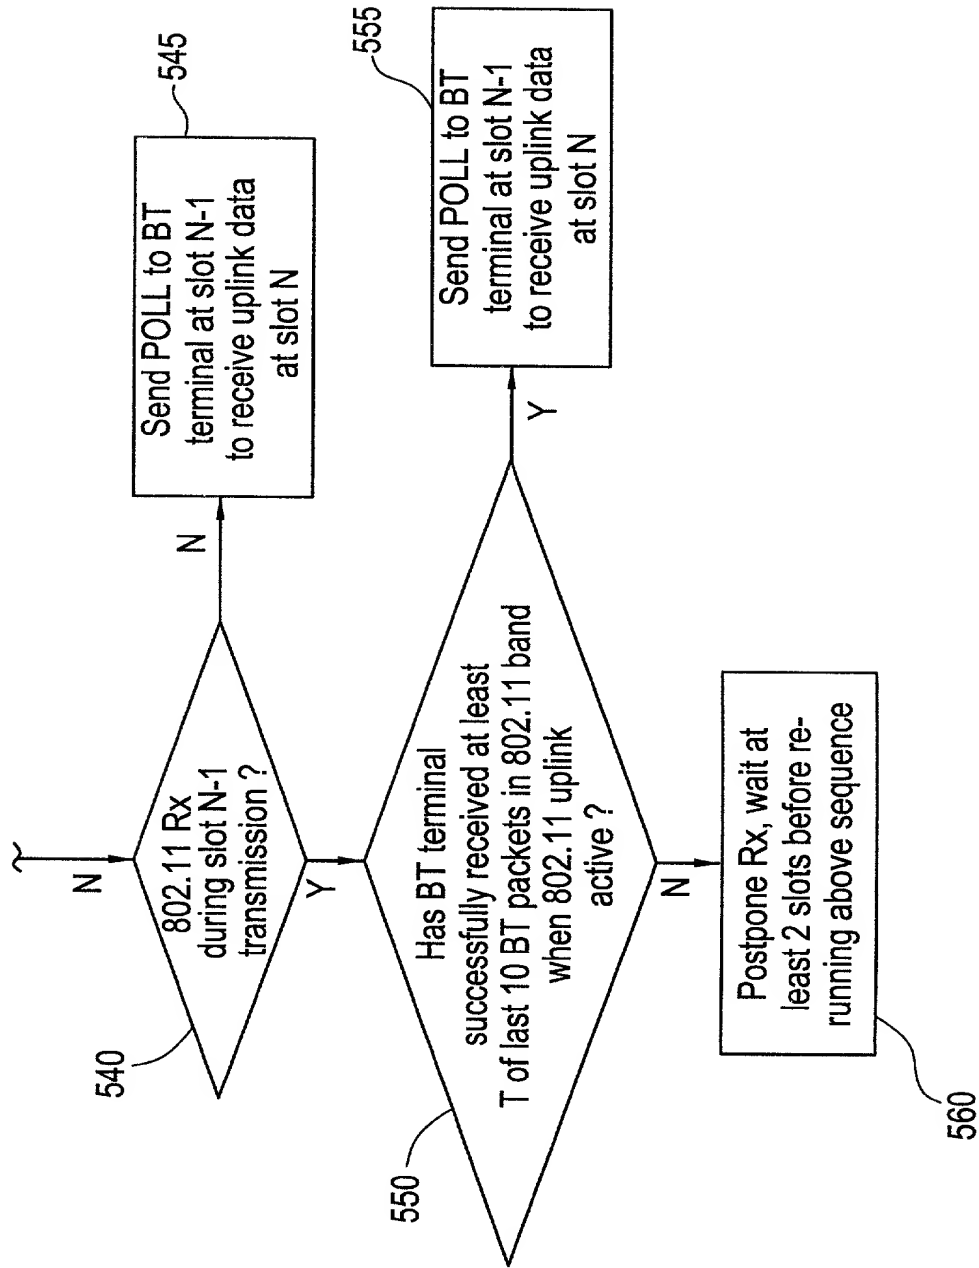 N
802.11 Rx
during slot N-1
transmission ?
540
N
Send POLL to BT
terminal at slot N-1
to receive uplink data
at slot N
545
Y
Has BT terminal
successfully received at least
T of last 10 BT packets in 802.11 band
when 802.11 uplink
active ?
550
Y
Send POLL to BT
terminal at slot N-1
to receive uplink data
at slot N
555
N
Postpone Rx, wait at
least 2 slots before re-
running above sequence
560